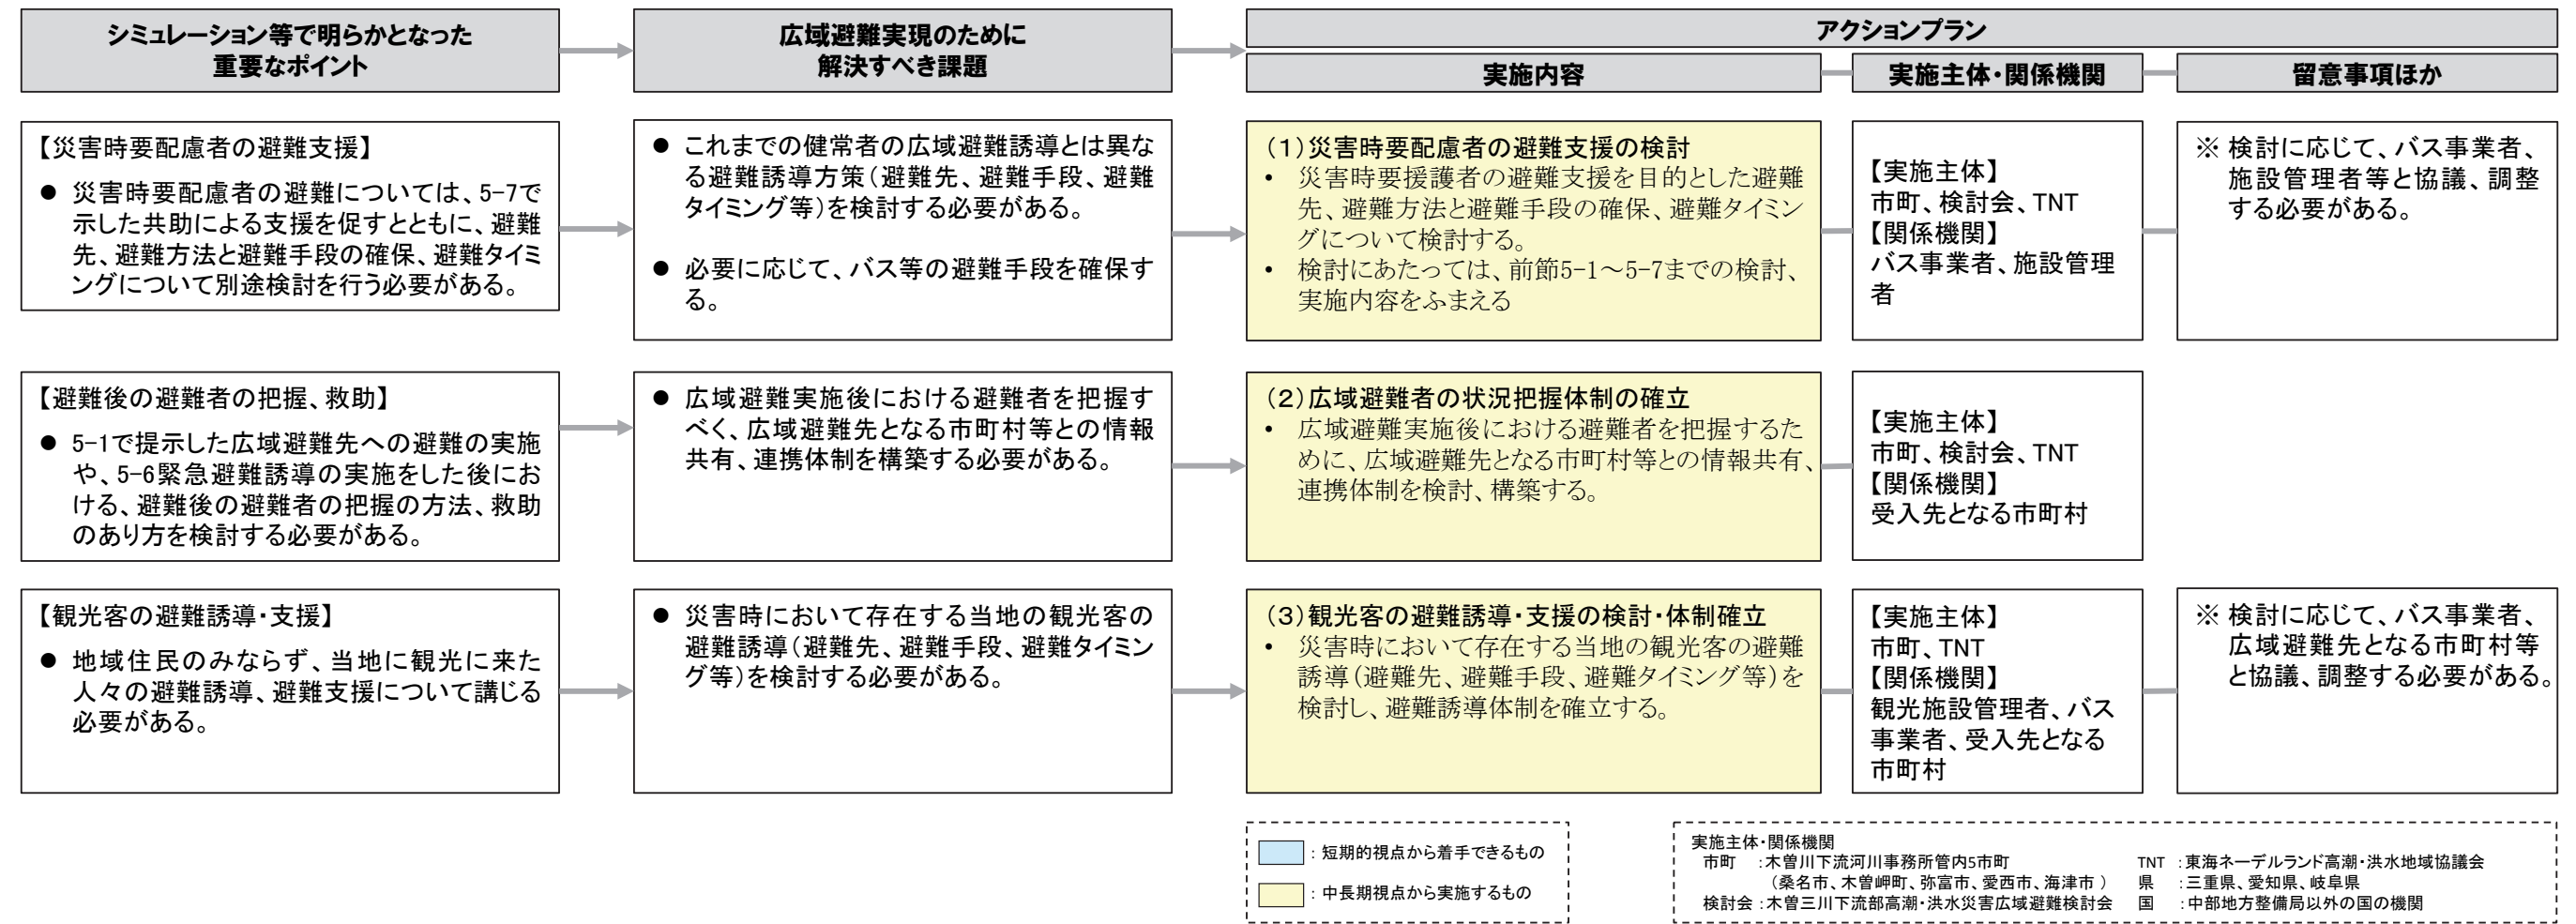 シミュレーション等で明らかとなった
重要なポイント
広域避難実現のために
解決すべき課題
アクションプラン
実施内容
実施主体・関係機関
留意事項ほか
【災害時要配慮者の避難支援】
● 災害時要配慮者の避難については、5-7で
示した共助による支援を促すとともに、避難
先、避難方法と避難手段の確保、避難タイミ
ングについて別途検討を行う必要がある。
● これまでの健常者の広域避難誘導とは異な
る避難誘導方策(避難先、避難手段、避難
タイミング等)を検討する必要がある。
● 必要に応じて、バス等の避難手段を確保す
る。
(1)災害時要配慮者の避難支援の検討
・ 災害時要援護者の避難支援を目的とした避難
先、避難方法と避難手段の確保、避難タイミン
グについて検討する。
・ 検討にあたっては、前節5-1～5-7までの検討、
実施内容をふまえる
【実施主体】
市町、検討会、TNT
【関係機関】
バス事業者、施設管理
者
※ 検討に応じて、バス事業者、
施設管理者等と協議、調整
する必要がある。
【避難後の避難者の把握、救助】
● 5-1で提示した広域避難先への避難の実施
や、5-6緊急避難誘導の実施をした後にお
ける、避難後の避難者の把握の方法、救助
のあり方を検討する必要がある。
● 広域避難実施後における避難者を把握す
べく、広域避難先となる市町村等との情報
共有、連携体制を構築する必要がある。
(2)広域避難者の状況把握体制の確立
・ 広域避難実施後における避難者を把握するた
めに、広域避難先となる市町村等との情報共有、
連携体制を検討、構築する。
【実施主体】
市町、検討会、TNT
【関係機関】
受入先となる市町村
【観光客の避難誘導・支援】
● 地域住民のみならず、当地に観光に来た
人々の避難誘導、避難支援について講じる
必要がある。
● 災害時において存在する当地の観光客の
避難誘導(避難先、避難手段、避難タイミン
グ等)を検討する必要がある。
(3)観光客の避難誘導・支援の検討・体制確立
・ 災害時において存在する当地の観光客の避難
誘導(避難先、避難手段、避難タイミング等)を
検討し、避難誘導体制を確立する。
【実施主体】
市町、TNT
【関係機関】
観光施設管理者、バス
事業者、受入先となる
市町村
※ 検討に応じて、バス事業者、
広域避難先となる市町村等
と協議、調整する必要がある。
：短期的視点から着手できるもの
：中長期視点から実施するもの
実施主体・関係機関
市町 ：木曽川下流河川事務所管内5市町
(桑名市、木曽岬町、弥富市、愛西市、海津市 )
検討会：木曽三川下流部高潮・洪水災害広域避難検討会
TNT ：東海ネーデルランド高潮・洪水地域協議会
県 ：三重県、愛知県、岐阜県
国 ：中部地方整備局以外の国の機関